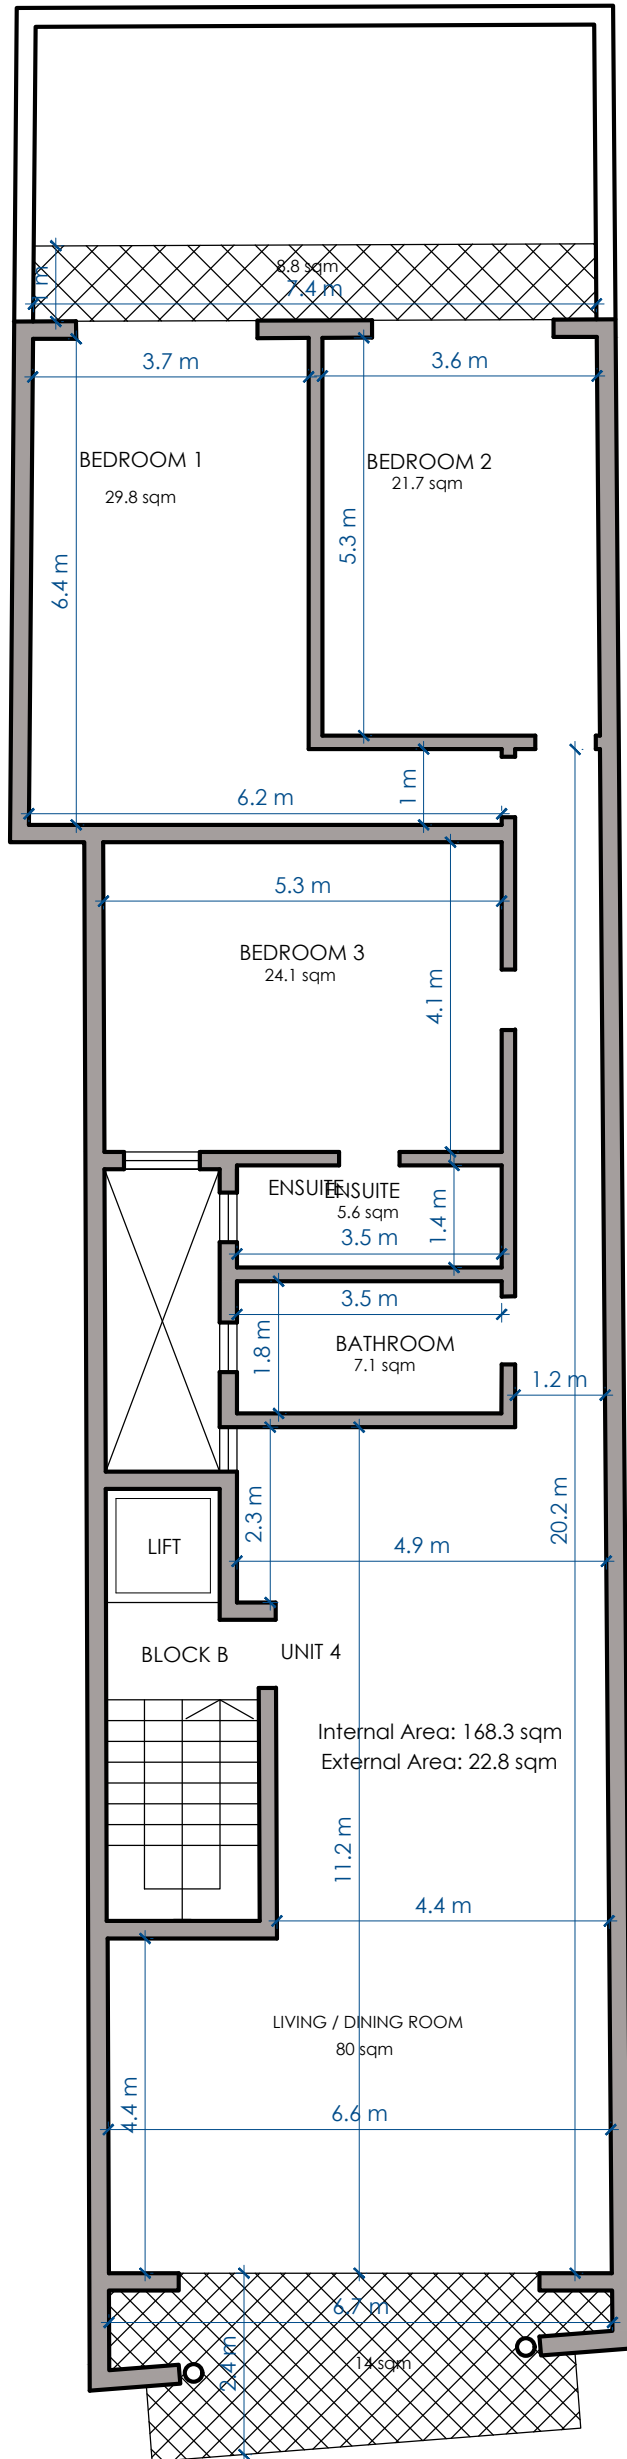 8.8 sqm
1 m
7.4 m
3.7 m
3.6 m
BEDROOM 1
29.8 sqm
BEDROOM 2
21.7 sqm
5.3 m
6.4 m
6.2 m
1 m
5.3 m
BEDROOM 3
24.1 sqm
4.1 m
ENSUITE
ENSUITE
5.6 sqm
1.4 m
3.5 m
3.5 m
BATHROOM
7.1 sqm
1.8 m
1.2 m
2.3 m
20.2 m
LIFT
4.9 m
BLOCK B
UNIT 4
Internal Area: 168.3 sqm
External Area: 22.8 sqm
11.2 m
4.4 m
LIVING / DINING ROOM
80 sqm
4.4 m
6.6 m
6.7 m
2.4 m
14 sqm